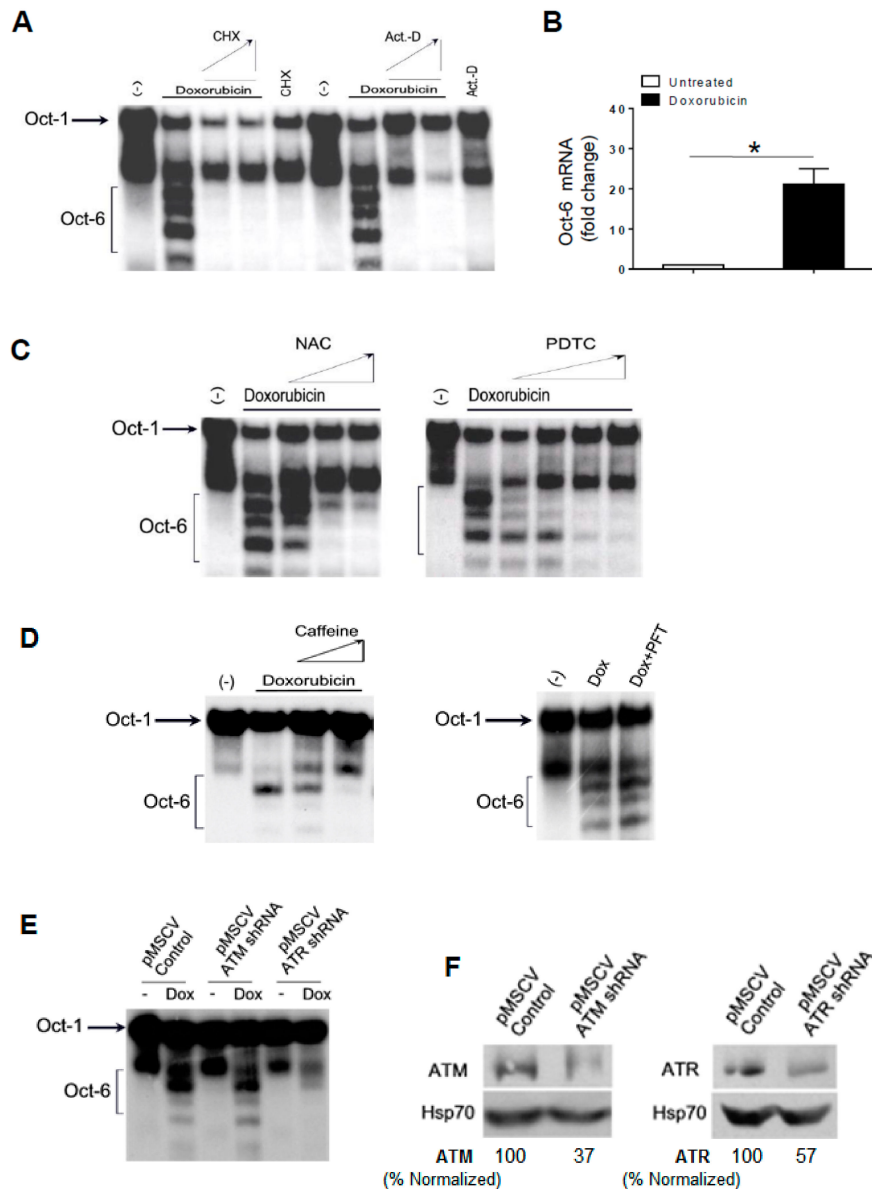 A
CHX
Act.-D
(-)
Doxorubicin
CHX
(-)
Doxorubicin
Act.-D
Oct-1
Oct-6
B
Untreated
Doxorubicin
Oct-6 mRNA
(fold change)
40
30
20
10
0
*
C
NAC
PDTC
(-)
Doxorubicin
(-)
Doxorubicin
Oct-1
Oct-6
D
Caffeine
(-)
Doxorubicin
Oct-1
Oct-6
(-)
Dox
Dox+PFT
Oct-1
Oct-6
E
pMSCV
Control
pMSCV
ATM shRNA
pMSCV
ATR shRNA
- Dox - Dox - Dox
Oct-1
Oct-6
F
pMSCV
Control
pMSCV
ATM shRNA
ATM
Hsp70
ATM 100 37
(% Normalized)
pMSCV
Control
pMSCV
ATR shRNA
ATR
Hsp70
ATR 100 57
(% Normalized)